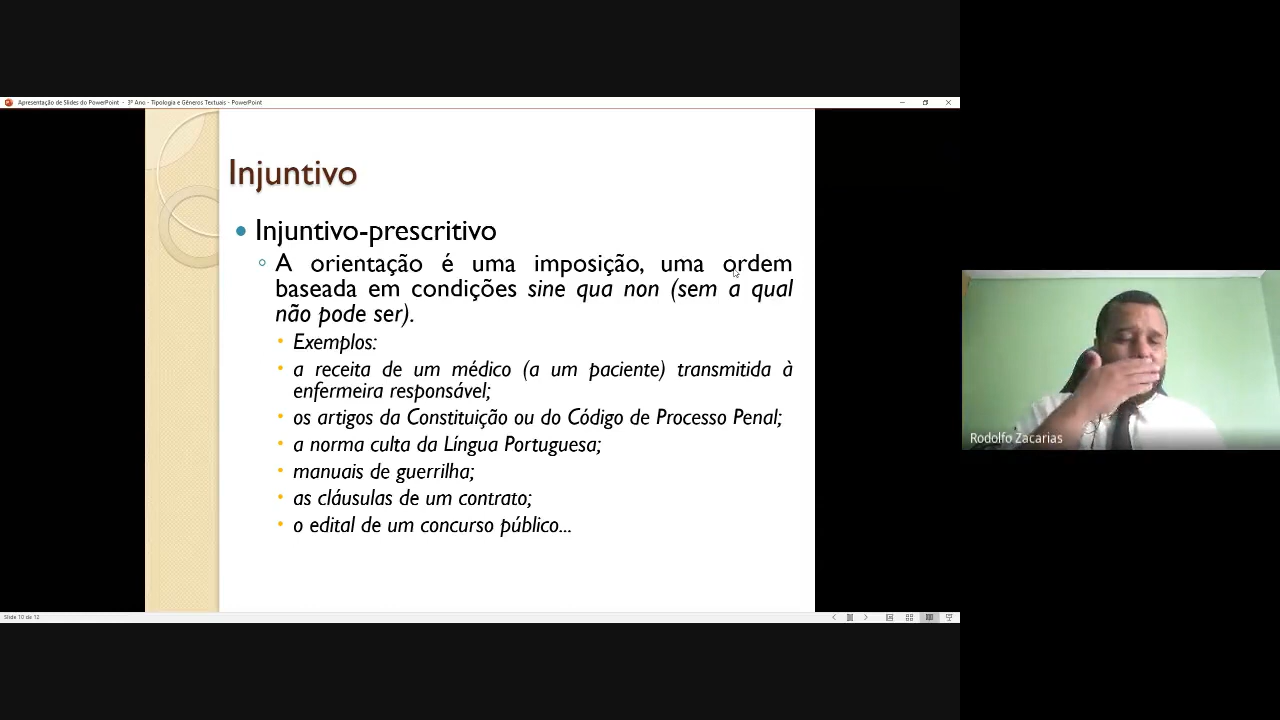 Apresentação de Slides do PowerPoint - 3º Ano - Tipologia e Gêneros Textuais - PowerPoint
Injuntivo
Injuntivo-prescritivo
A orientação é uma imposição, uma ordem
baseada em condições sine qua non (sem a qual
não pode ser).
Exemplos:
a receita de um médico (a um paciente) transmitida à
enfermeira responsável;
os artigos da Constituição ou do Código de Processo Penal;
a norma culta da Língua Portuguesa;
manuais de guerrilha;
as cláusulas de um contrato;
o edital de um concurso público...
Rodolfo Zacarias
Slide 10 de 12